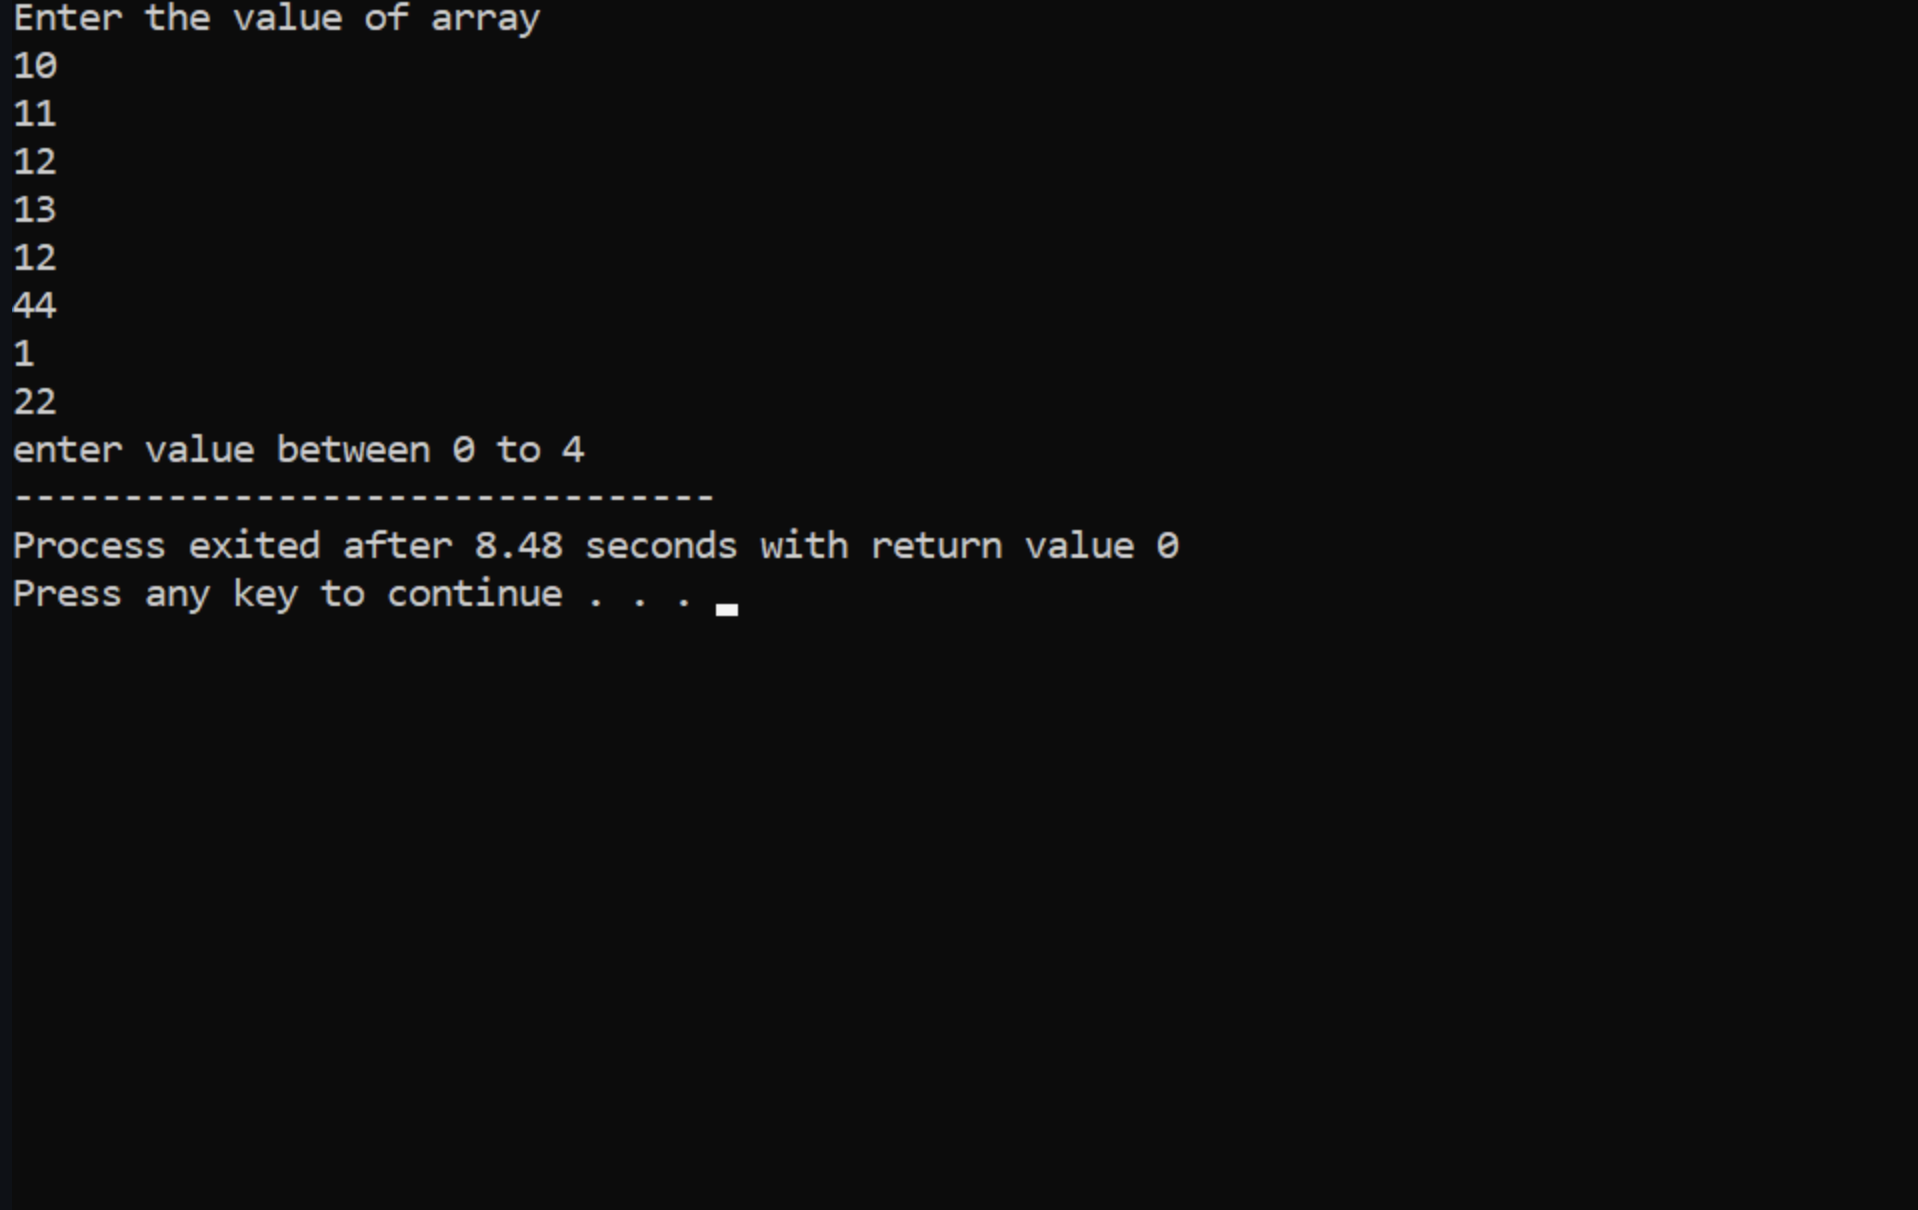 Enter the value of array
10
11
12
13
12
44
1
22
enter value between 0 to 4
--------------------------------
Process exited after 8.48 seconds with return value 0
Press any key to continue . . .